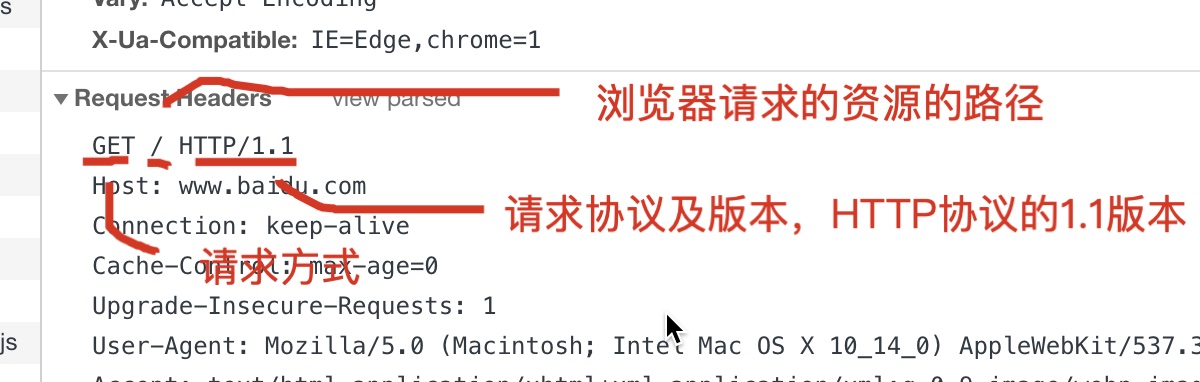 s
Vary: Accept-Encoding
X-Ua-Compatible: IE=Edge,chrome=1
Request Headers view parsed
浏览器请求的资源的路径
GET / HTTP/1.1
Host: www.baidu.com
请求协议及版本，HTTP协议的1.1版本
Connection: keep-alive
请求方式
Cache-Control: max-age=0
Upgrade-Insecure-Requests: 1
js
User-Agent: Mozilla/5.0 (Macintosh; Intel Mac OS X 10_14_0) AppleWebKit/537.3